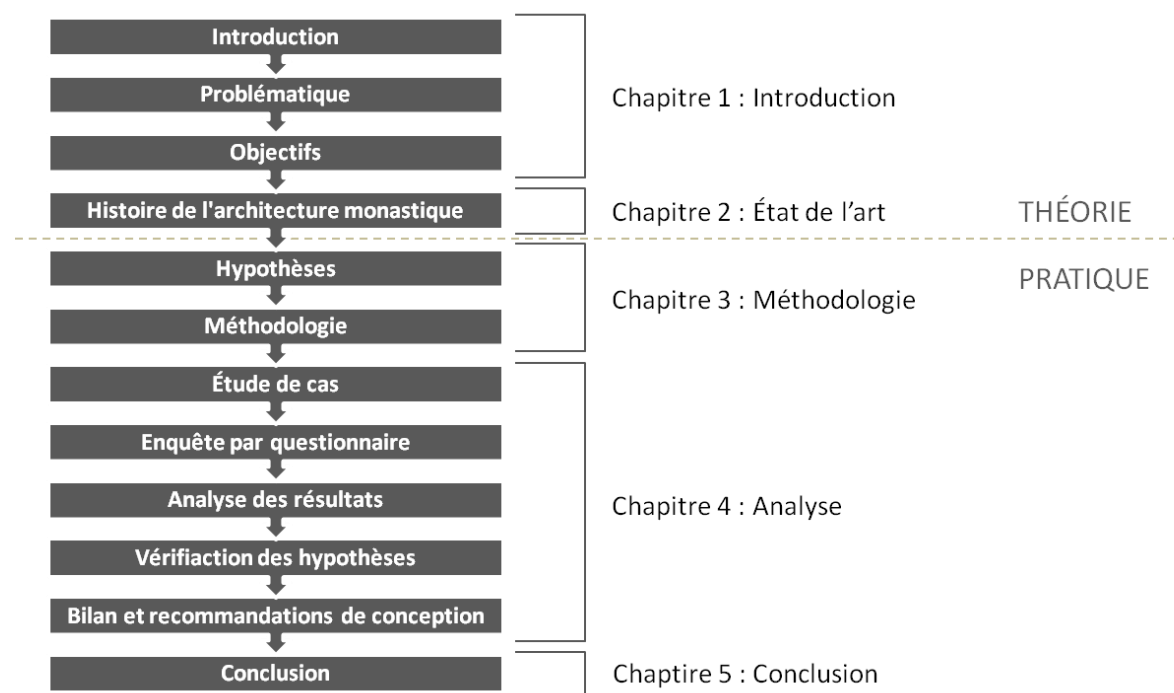 Introduction
Problématique
Objectifs
Chapitre 1 : Introduction
Histoire de l'architecture monastique
Chapitre 2 : État de l’art
THÉORIE
PRATIQUE
Hypothèses
Méthodologie
Chapitre 3 : Méthodologie
Étude de cas
Enquête par questionnaire
Analyse des résultats
Vérifiaction des hypothèses
Bilan et recommandations de conception
Chapitre 4 : Analyse
Conclusion
Chaptire 5 : Conclusion